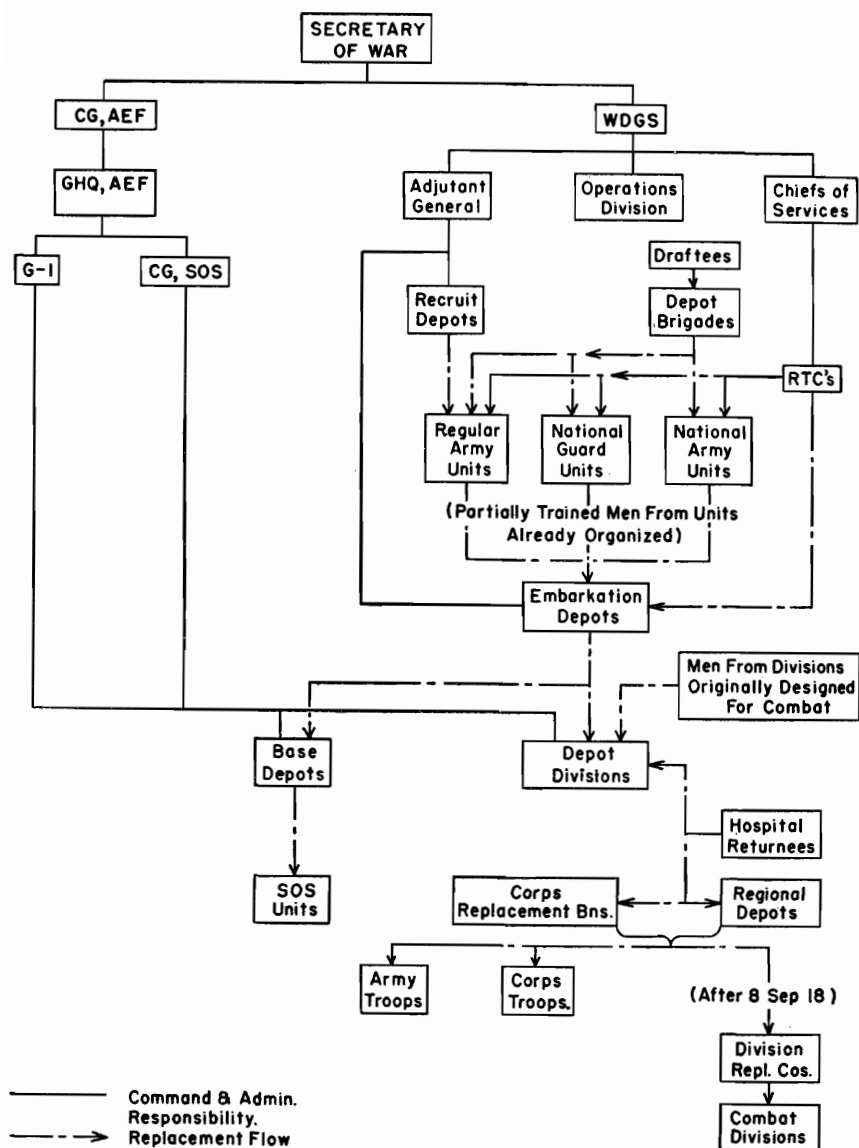 SECRETARY
OF WAR
CG, AEF
WDGS
GHQ, AEF
Adjutant
General
Operations
Division
Chiefs of
Services
G-1
CG, SOS
Draftees
Recruit
Depots
Depot
Brigades
RTC's
Regular
Army
Units
National
Guard
Units
National
Army
Units
(Partially Trained Men From Units
Already Organized)
Embarkation
Depots
Men From Divisions
Originally Designed
For Combat
Base
Depots
Depot
Divisions
Hospital
Returnees
SOS
Units
Corps
Replacement Bns.
Regional
Depots
Army
Troops
Corps
Troops.
(After 8 Sep 18)
Division
Repl. Cos.
Combat
Divisions
Command & Admin.
Responsibility.
Replacement Flow